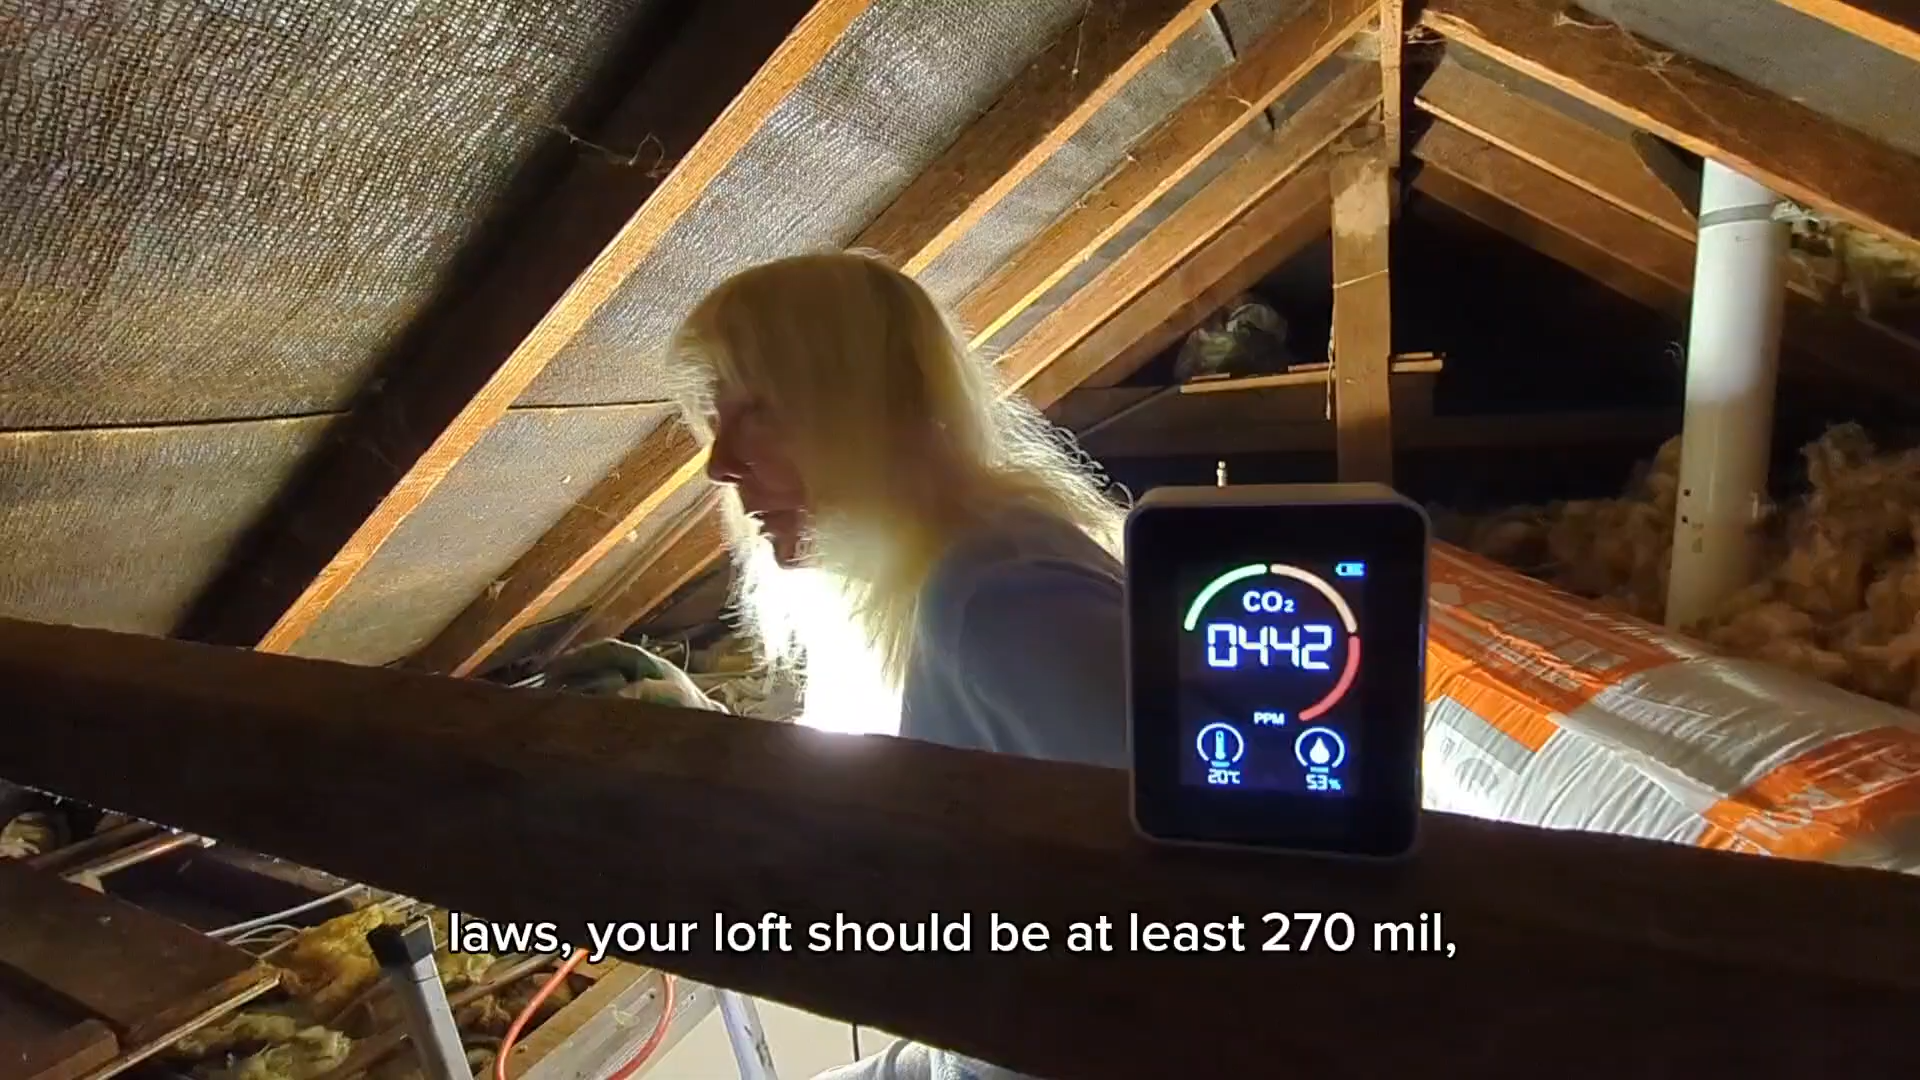 CO₂
0442
PPM
20℃
53%
laws, your loft should be at least 270 mil,